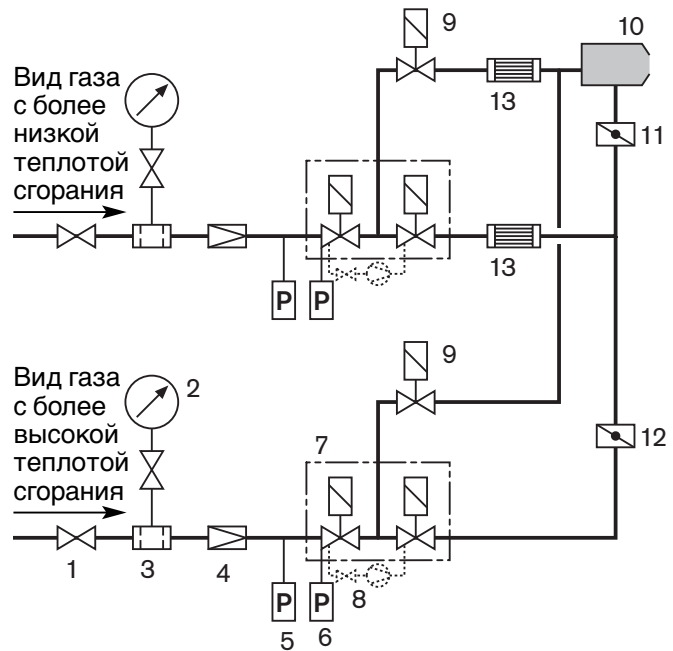 9
10
Вид газа
с более
низкой
теплотой
сгорания
13
11
13
P
P
9
Вид газа
с более
высокой
теплотой
сгорания
2
7
12
1
3
4
8
P
P
5
6